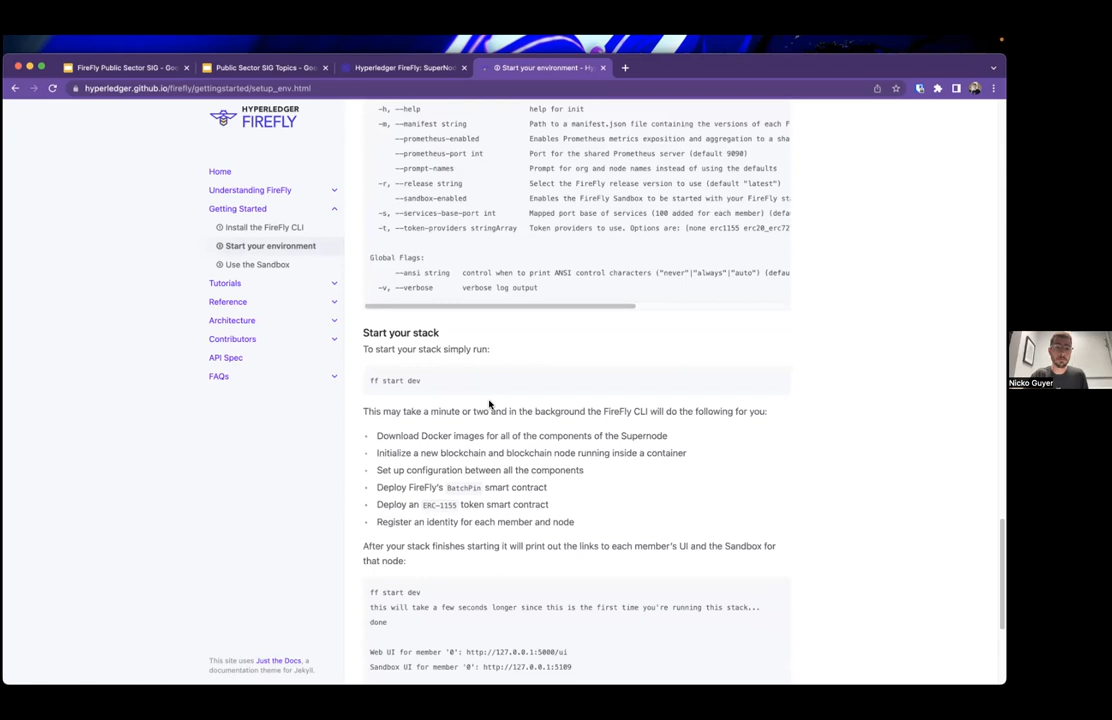 FireFly Public Sector SIG - Goo
Public Sector SIG Topics - Goo
Hyperledger FireFly: SuperNod
Start your environment - Hy
hyperledger.github.io/firefly/gettingstarted/setup_env.html
HYPERLEDGER
FIREFLY
Home
Understanding FireFly
Getting Started
① Install the FireFly CLI
② Start your environment
③ Use the Sandbox
Tutorials
Reference
Architecture
Contributors
API Spec
FAQs
This site uses Just the Docs, a
documentation theme for Jekyll.
-h, --help help for init
-m, --manifest string Path to a manifest.json file containing the versions of each F
--prometheus-enabled Enables Prometheus metrics exposition and aggregation to a sha
--prometheus-port int Port for the shared Prometheus server (default 9090)
--prompt-names Prompt for org and node names instead of using the defaults
-r, --release string Select the FireFly release version to use (default "latest")
--sandbox-enabled Enables the FireFly Sandbox to be started with your FireFly st
-s, --services-base-port int Mapped port base of services (100 added for each member) (defa
-t, --token-providers stringArray Token providers to use. Options are: [none erc1155 erc20_erc72
Global Flags:
--ansi string control when to print ANSI control characters ("never"|"always"|"auto") (defau
-v, --verbose verbose log output
Start your stack
To start your stack simply run:
ff start dev
This may take a minute or two and in the background the FireFly CLI will do the following for you:
Download Docker images for all of the components of the Supernode
Initialize a new blockchain and blockchain node running inside a container
Set up configuration between all the components
Deploy FireFly's BatchPin smart contract
Deploy an ERC-1155 token smart contract
Register an identity for each member and node
After your stack finishes starting it will print out the links to each member's UI and the Sandbox for
that node:
ff start dev
this will take a few seconds longer since this is the first time you're running this stack...
done
Web UI for member '0': http://127.0.0.1:5000/ui
Sandbox UI for member '0': http://127.0.0.1:5109
Nicko Guyer